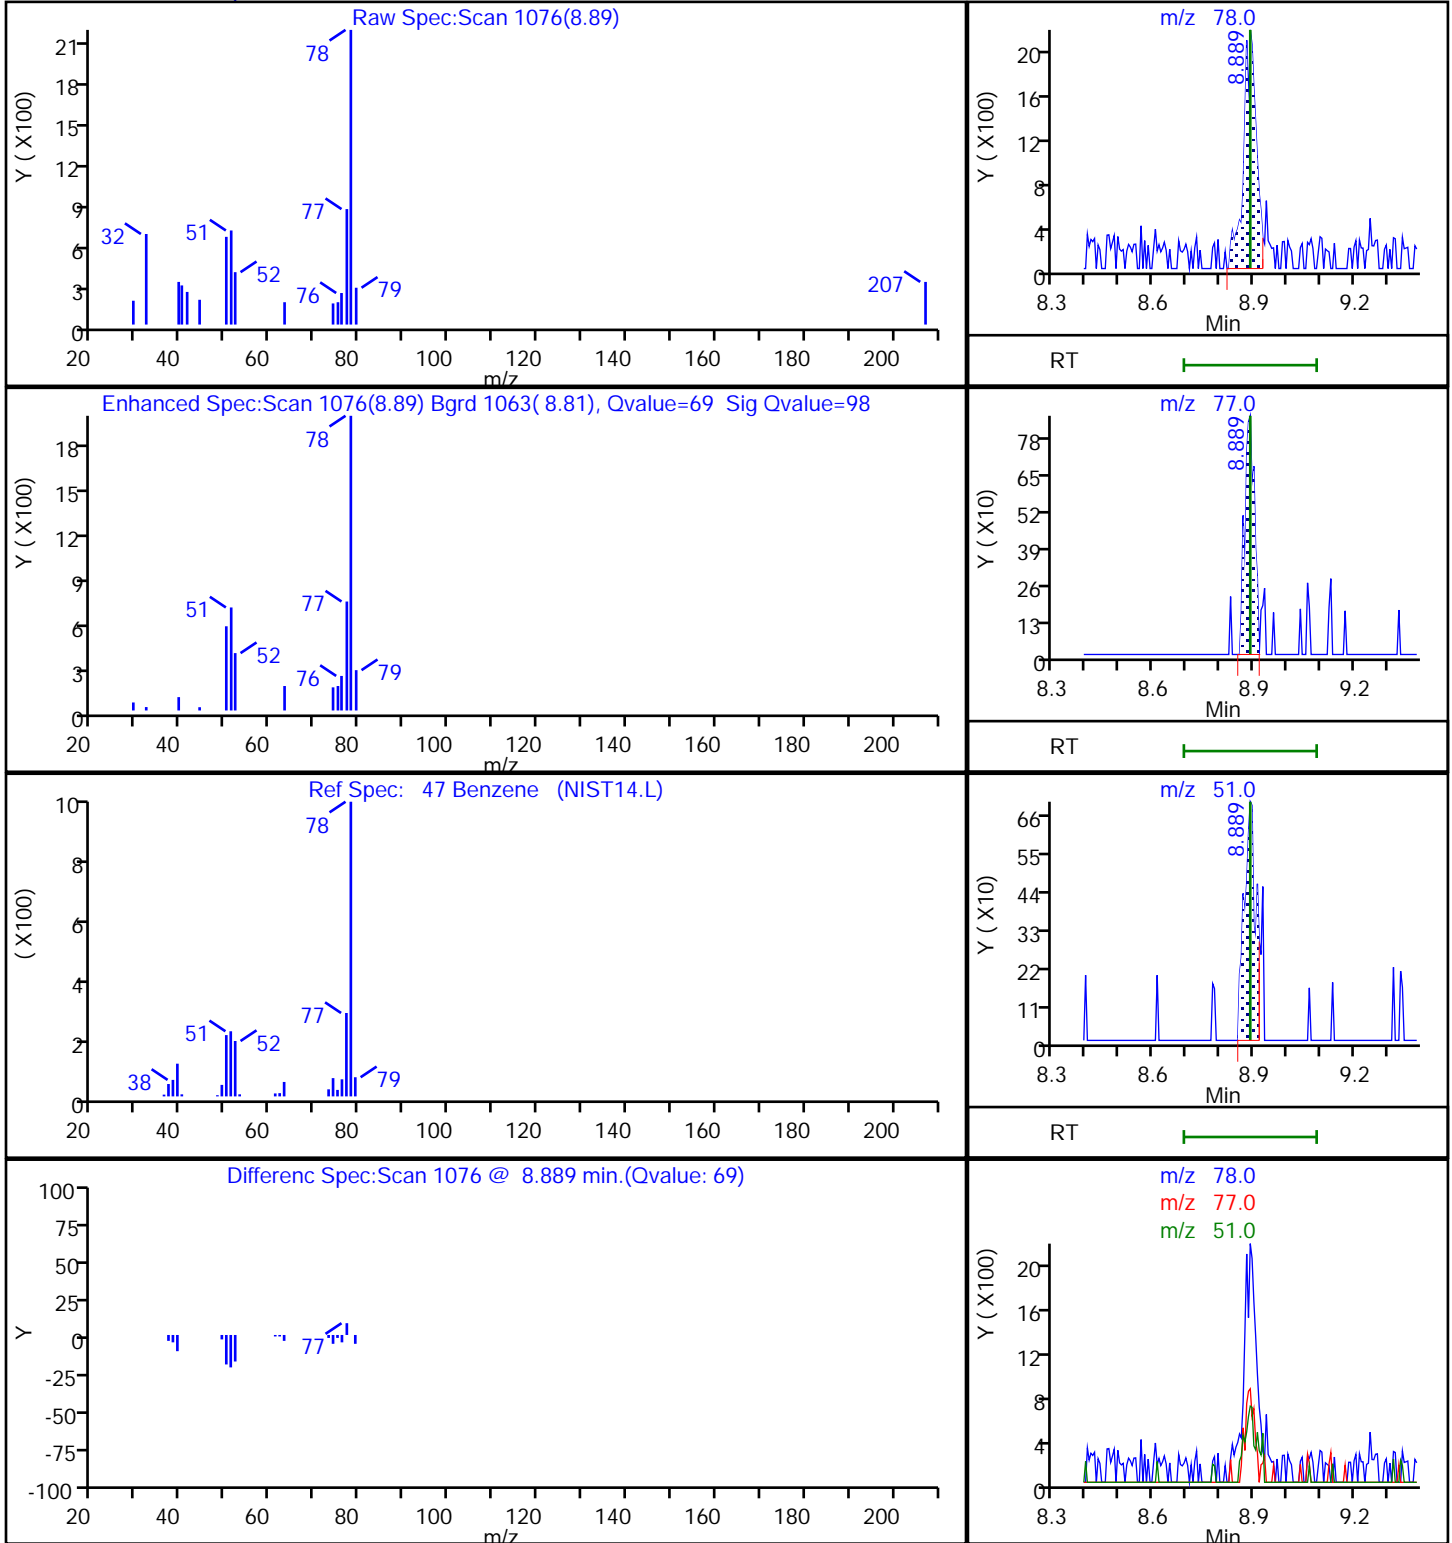 Raw Spec:Scan 1076(8.89)
Y ( X100)
21
18
15
12
9
6
3
0
78
77
32
51
52
76
79
207
20 40 60 80 100 120 140 160 180 200
m/z
m/z 78.0
Y ( X100)
20
16
12
8
4
0
8.889
8.3 8.6 8.9 9.2
Min
RT
Enhanced Spec:Scan 1076(8.89) Bgrd 1063( 8.81), Qvalue=69 Sig Qvalue=98
Y ( X100)
18
15
12
9
6
3
0
78
77
51
52
76
79
20 40 60 80 100 120 140 160 180 200
m/z
m/z 77.0
Y ( X10)
78
65
52
39
26
13
0
8.889
8.3 8.6 8.9 9.2
Min
RT
Ref Spec: 47 Benzene (NIST14.L)
( X100)
10
8
6
4
2
0
78
77
51
52
38
79
20 40 60 80 100 120 140 160 180 200
m/z 51.0
Y ( X10)
66
55
44
33
22
11
0
8.889
8.3 8.6 8.9 9.2
Min
RT
Differenc Spec:Scan 1076 @ 8.889 min.(Qvalue: 69)
Y
100
75
50
25
0
-25
-50
-75
-100
77
20 40 60 80 100 120 140 160 180 200
m/z
m/z 78.0
m/z 77.0
m/z 51.0
Y ( X100)
20
16
12
8
4
0
8.3 8.6 8.9 9.2
Min